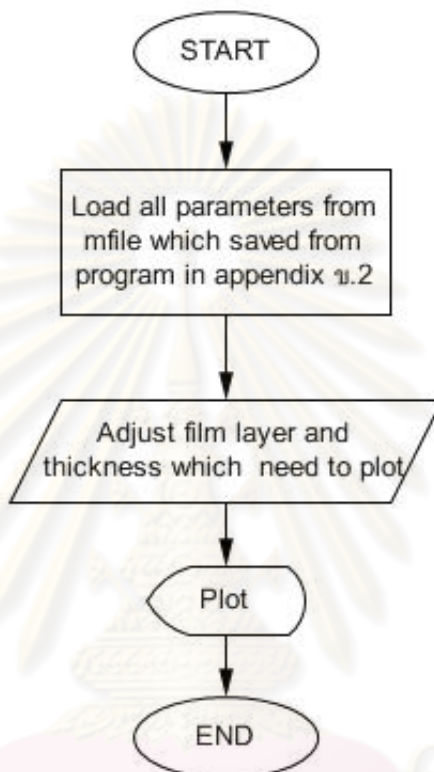 START
Load all parameters from
mfile which saved from
program in appendix ข.2
Adjust film layer and
thickness which need to plot
Plot
END